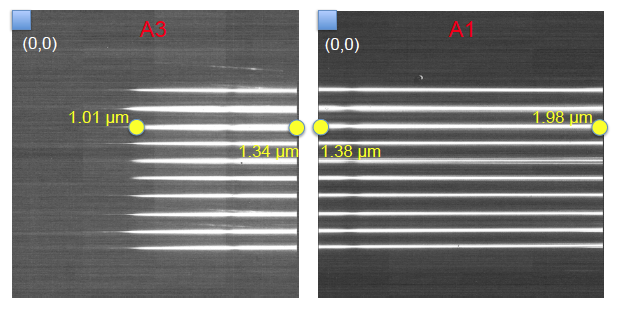 A3
A1
(0,0)
(0,0)
1.01 µm
1.98 µm
1.34 µm
1.38 µm